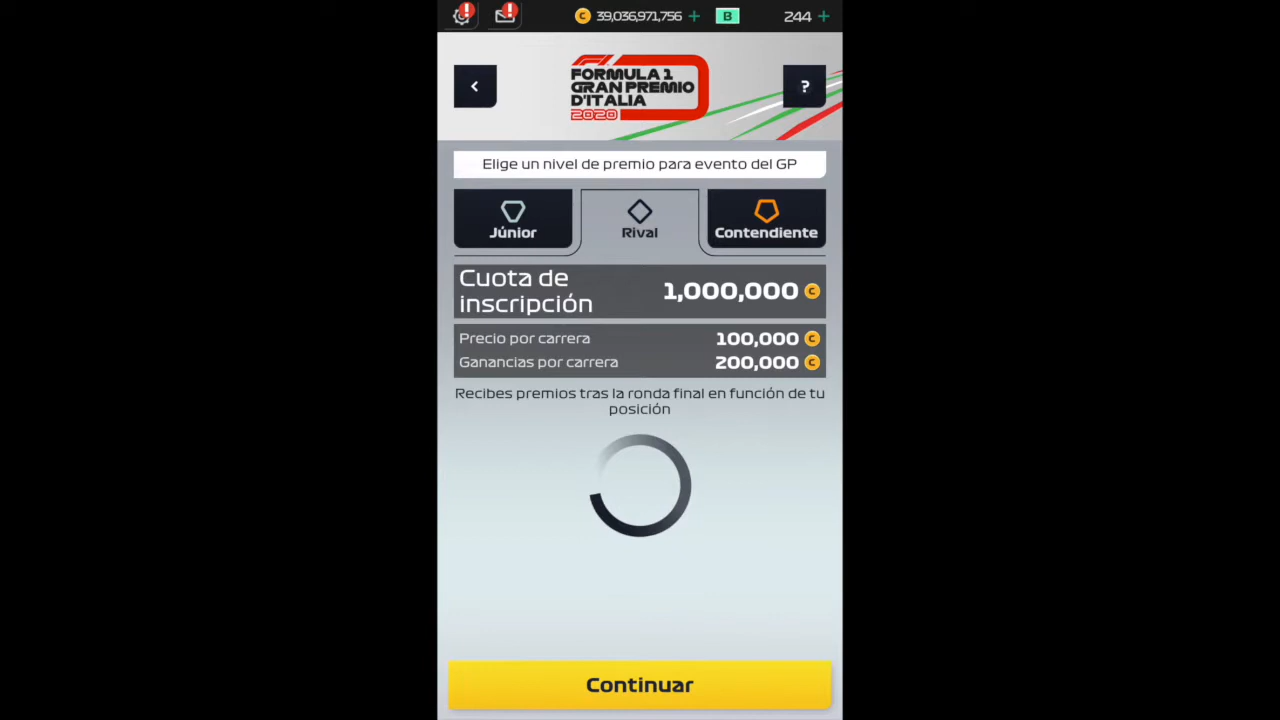 39,036,971,756 + B 244 +
<
FORMULA 1
GRAN PREMIO
D'ITALIA
2020
?
Elige un nivel de premio para evento del GP
Júnior
Rival
Contendiente
Cuota de
inscripción
1,000,000 C
Precio por carrera 100,000 C
Ganancias por carrera 200,000 C
Recibes premios tras la ronda final en función de tu
posición
Continuar